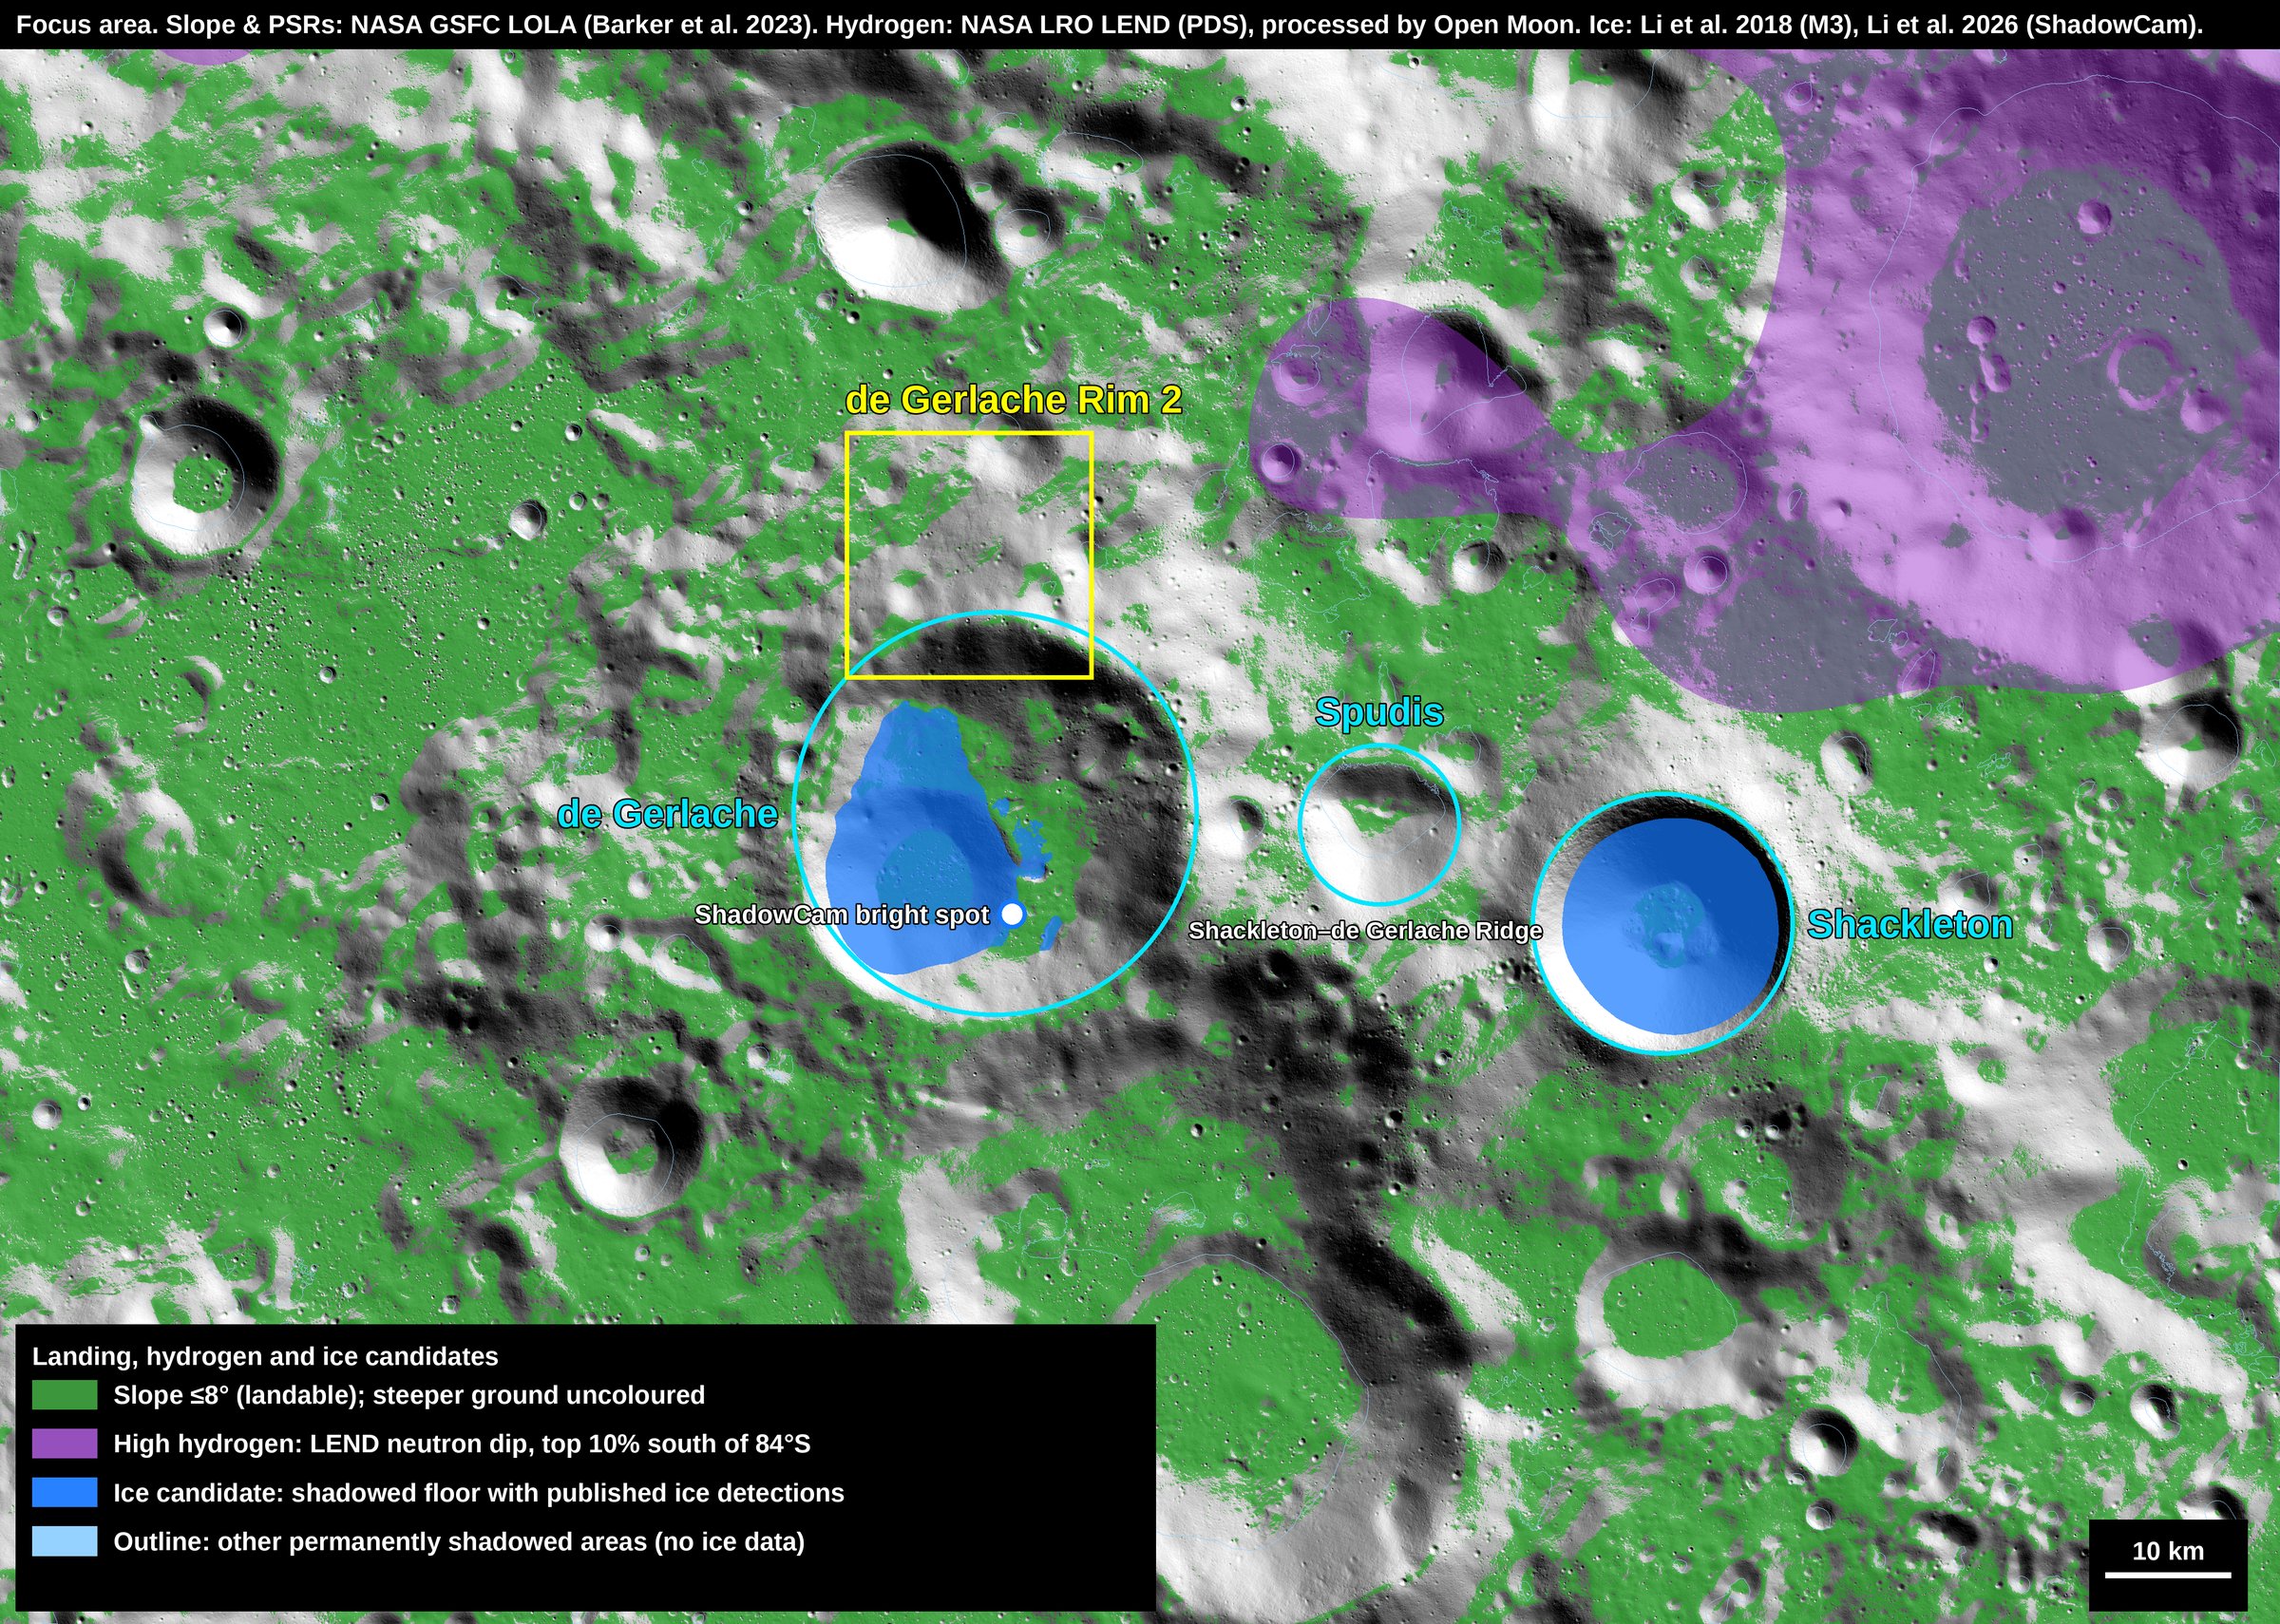 Focus area. Slope & PSRs: NASA GSFC LOLA (Barker et al. 2023). Hydrogen: NASA LRO LEND (PDS), processed by Open Moon. Ice: Li et al. 2018 (M3), Li et al. 2026 (ShadowCam).
de Gerlache Rim 2
Spudis
de Gerlache
ShadowCam bright spot
Shackleton–de Gerlache Ridge
Shackleton
Landing, hydrogen and ice candidates
Slope ≤8° (landable); steeper ground uncoloured
High hydrogen: LEND neutron dip, top 10% south of 84°S
Ice candidate: shadowed floor with published ice detections
Outline: other permanently shadowed areas (no ice data)
10 km